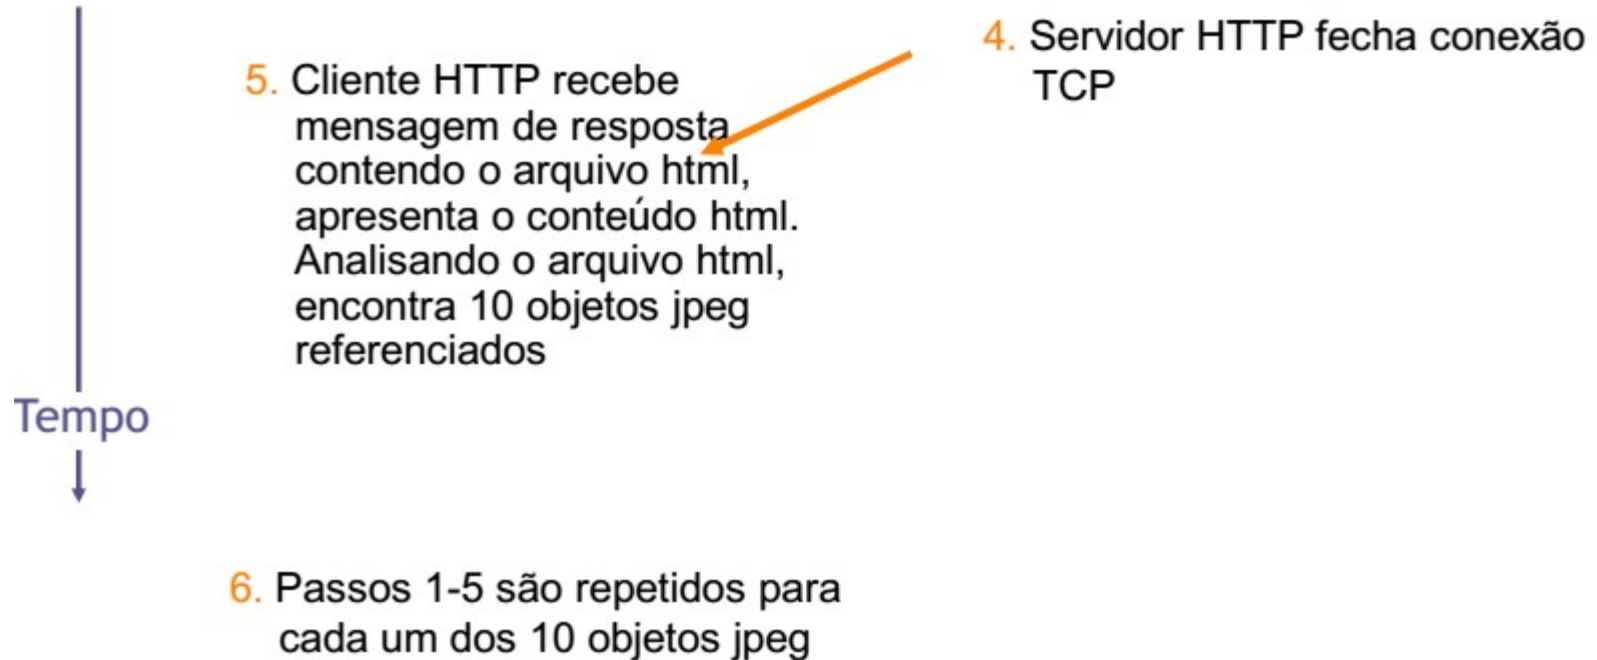 4. Servidor HTTP fecha conexão
TCP
5. Cliente HTTP recebe
mensagem de resposta
contendo o arquivo html,
apresenta o conteúdo html.
Analisando o arquivo html,
encontra 10 objetos jpeg
referenciados
Tempo
6. Passos 1-5 são repetidos para
cada um dos 10 objetos jpeg